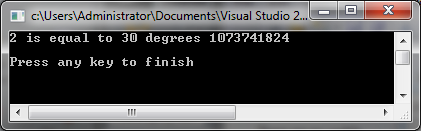 c:\Users\Administrator\Documents\Visual Studio 2...
2 is equal to 30 degrees 1073741824
Press any key to finish